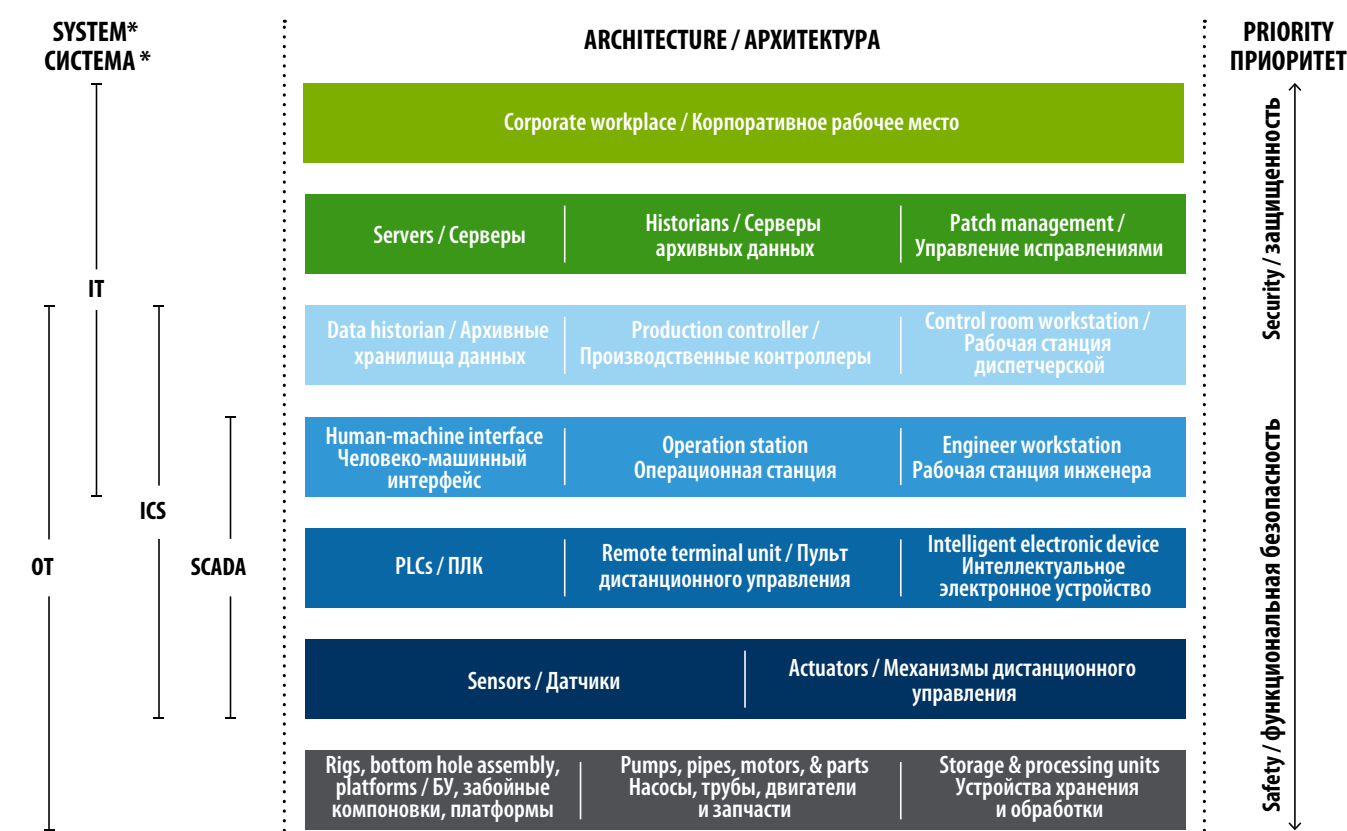 SYSTEM*
СИСТЕМА *
ARCHITECTURE / АРХИТЕКТУРА
PRIORITY
ПРИОРИТЕТ
Corporate workplace / Корпоративное рабочее место
Servers / Серверы
Historians / Серверы
архивных данных
Patch management /
Управление исправлениями
IT
Data historian / Архивные
хранилища данных
Production controller /
Производственные контроллеры
Control room workstation /
Рабочая станция
диспетчерской
Human-machine interface
Человеко-машинный
интерфейс
Operation station
Операционная станция
Engineer workstation
Рабочая станция инженера
ICS
OT
SCADA
PLCs / ПЛК
Remote terminal unit / Пульт
дистанционного управления
Intelligent electronic device
Интеллектуальное
электронное устройство
Sensors / Датчики
Actuators / Механизмы дистанционного
управления
Rigs, bottom hole assembly,
platforms / БУ, забойные
компоновки, платформы
Pumps, pipes, motors, & parts
Насосы, трубы, двигатели
и запчасти
Storage & processing units
Устройства хранения
и обработки
Security / защищенность
Safety / функциональная безопасность